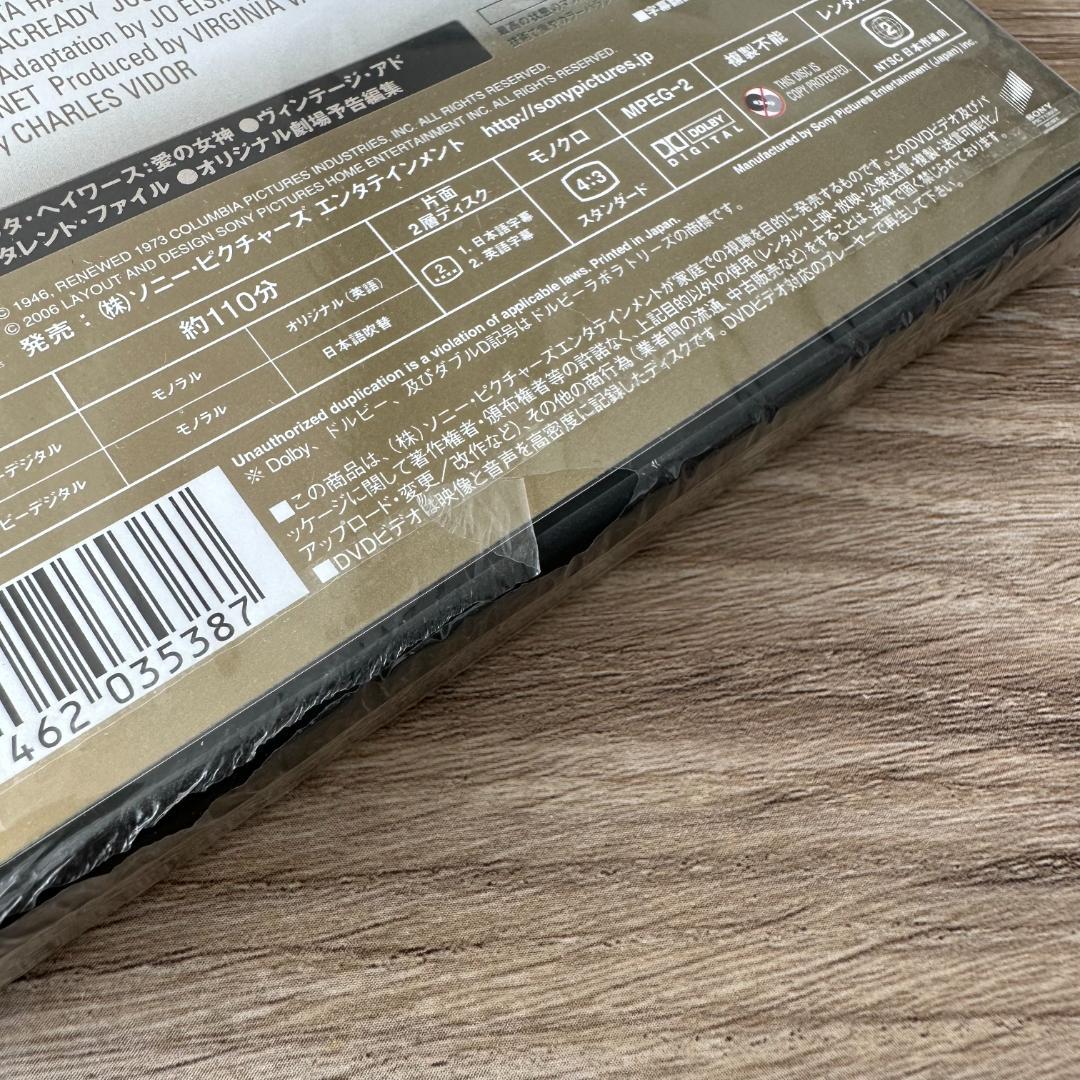 ACREADY JOS
Adaptation by JO EISI
NET Produced by VIRGINIA V
y CHARLES VIDOR
タ・ヘイワース:愛の女神 ●ヴィンテージ・アド
タレント・ファイル ●オリジナル劇場予告編集
© 1946, RENEWED 1973 COLUMBIA PICTURES INDUSTRIES, INC. ALL RIGHTS RESERVED.
© 2006 LAYOUT AND DESIGN SONY PICTURES HOME ENTERTAINMENT INC. ALL RIGHTS RESERVED.
発売:(株)ソニー・ピクチャーズ エンタテインメント http://sonypictures.jp
約110分
片面
2層ディスク
モノクロ
MPEG-2
複製不能
レンタル
ーデジタル
モノラル
オリジナル(英語)
ビーデジタル
モノラル
日本語吹替
2
1. 日本語字幕
2. 英語字幕
4:3
スタンダード
DOLBY
DIGITAL
THIS DISC IS
COPY PROTECTED
2
NTSC 日本市場向
Unauthorized duplication is a violation of applicable laws. Printed in Japan.
Manufactured by Sony Pictures Entertainment (Japan) Inc.
SONY
※ Dolby、ドルビー、及びダブルD記号はドルビーラボラトリーズの商標です。
■この商品は、(株)ソニー・ピクチャーズエンタテインメントが家庭での視聴を目的に発売するものです。このDVDビデオ及びパ
ッケージに関して著作権者・頒布権者等の許諾なく、上記目的以外の使用(レンタル・上映・放映・公衆送信・複製・送信可能化/
アップロード・変更/改作など)、その他の商行為(業者間の流通、中古販売など)をすることは、法律で固く禁じられております。
■DVDビデオは映像と音声を高密度に記録したディスクです。DVDビデオ対応のプレーヤーで再生して下さい。
462 035387